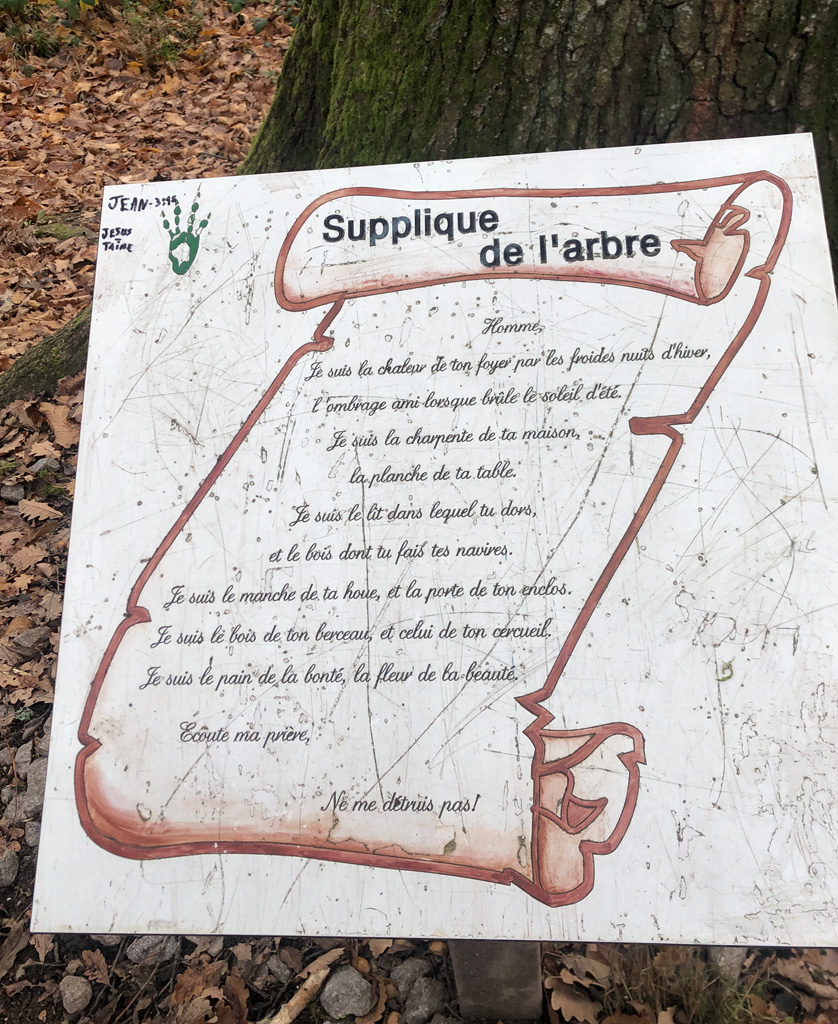 JEAN-3:16
JESUS
T'AIME
Supplique
de l'arbre
Homme,
Je suis la chaleur de ton foyer par les froides nuits d'hiver,
l'ombrage ami lorsque brûle le soleil d'été.
Je suis la charpente de ta maison,
la planche de ta table.
Je suis le lit dans lequel tu dors,
et le bois dont tu fais tes navires.
Je suis le manche de ta houe, et la porte de ton enclos.
Je suis le bois de ton berceau, et celui de ton cercueil.
Je suis le pain de la bonté, la fleur de la beauté.
Ecoute ma prière,
Ne me détruis pas!